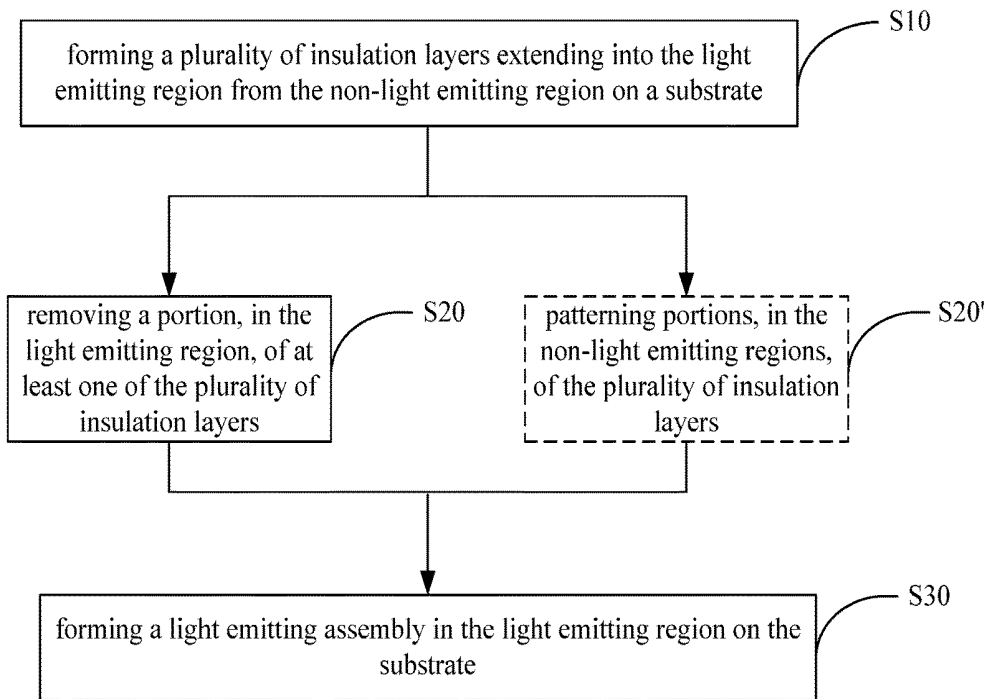 S10
forming a plurality of insulation layers extending into the light
emitting region from the non-light emitting region on a substrate
removing a portion, in the
light emitting region, of at
least one of the plurality of
insulation layers
S20
patterning portions, in the
non-light emitting regions,
of the plurality of insulation
layers
S20'
S30
forming a light emitting assembly in the light emitting region on the
substrate